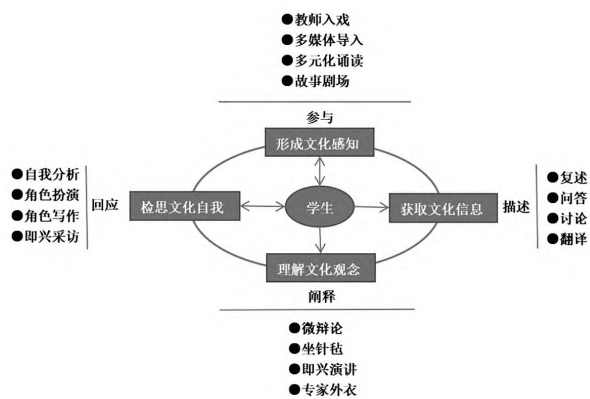 ●教师入戏
●多媒体导入
●多元化诵读
●故事剧场
参与
形成文化感知
●自我分析
●角色扮演
●角色写作
●即兴采访
回应
检思文化自我
学生
获取文化信息
描述
●复述
●问答
●讨论
●翻译
理解文化观念
阐释
●微辩论
●坐针毡
●即兴演讲
●专家外衣